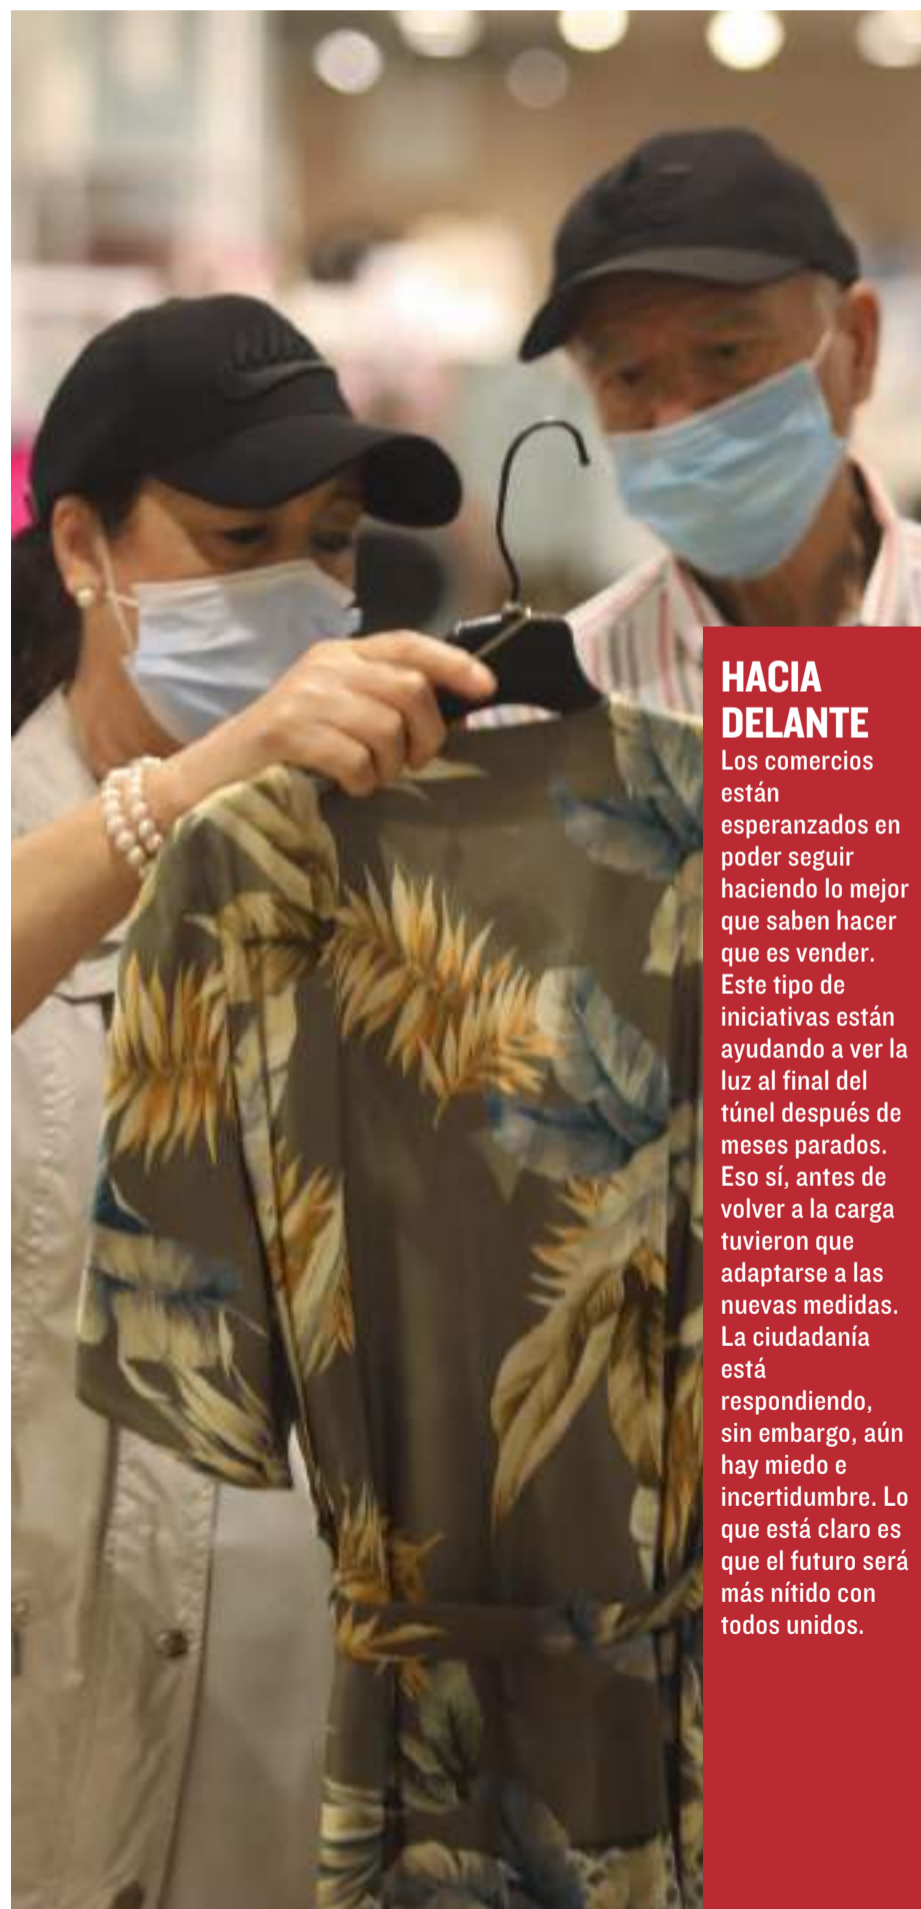 HACIA
DELANTE
Los comercios
están
esperanzados en
poder seguir
haciendo lo mejor
que saben hacer
que es vender.
Este tipo de
iniciativas están
ayudando a ver la
luz al final del
túnel después de
meses parados.
Eso sí, antes de
volver a la carga
tuvieron que
adaptarse a las
nuevas medidas.
La ciudadanía
está
respondiendo,
sin embargo, aún
hay miedo e
incertidumbre. Lo
que está claro es
que el futuro será
más nítido con
todos unidos.